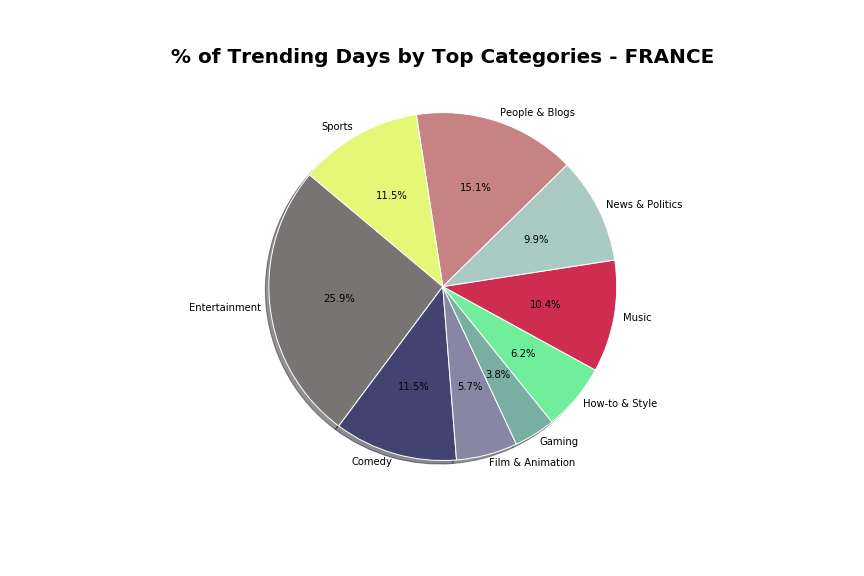 % of Trending Days by Top Categories - FRANCE
People & Blogs
Sports
15.1%
11.5%
News & Politics
9.9%
25.9%
10.4%
Entertainment
Music
6.2%
3.8%
11.5%
5.7%
How-to & Style
Gaming
Comedy
Film & Animation